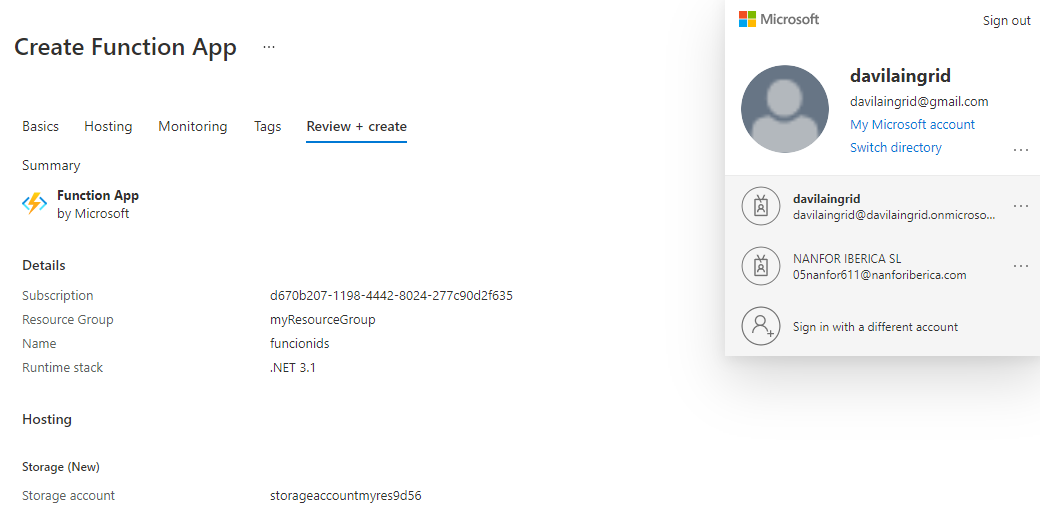 Create Function App ...
Basics Hosting Monitoring Tags Review + create
Summary
Function App
by Microsoft
Details
Subscription d670b207-1198-4442-8024-277c90d2f635
Resource Group myResourceGroup
Name funcionids
Runtime stack .NET 3.1
Hosting
Storage (New)
Storage account storageaccountmyres9d56
Microsoft Sign out
davilaingrid
davilaingrid@gmail.com
My Microsoft account
Switch directory ...
davilaingrid
davilaingrid@davilaingrid.onmicroso... ...
NANFOR IBERICA SL
05nanfor611@nanforiberica.com ...
Sign in with a different account